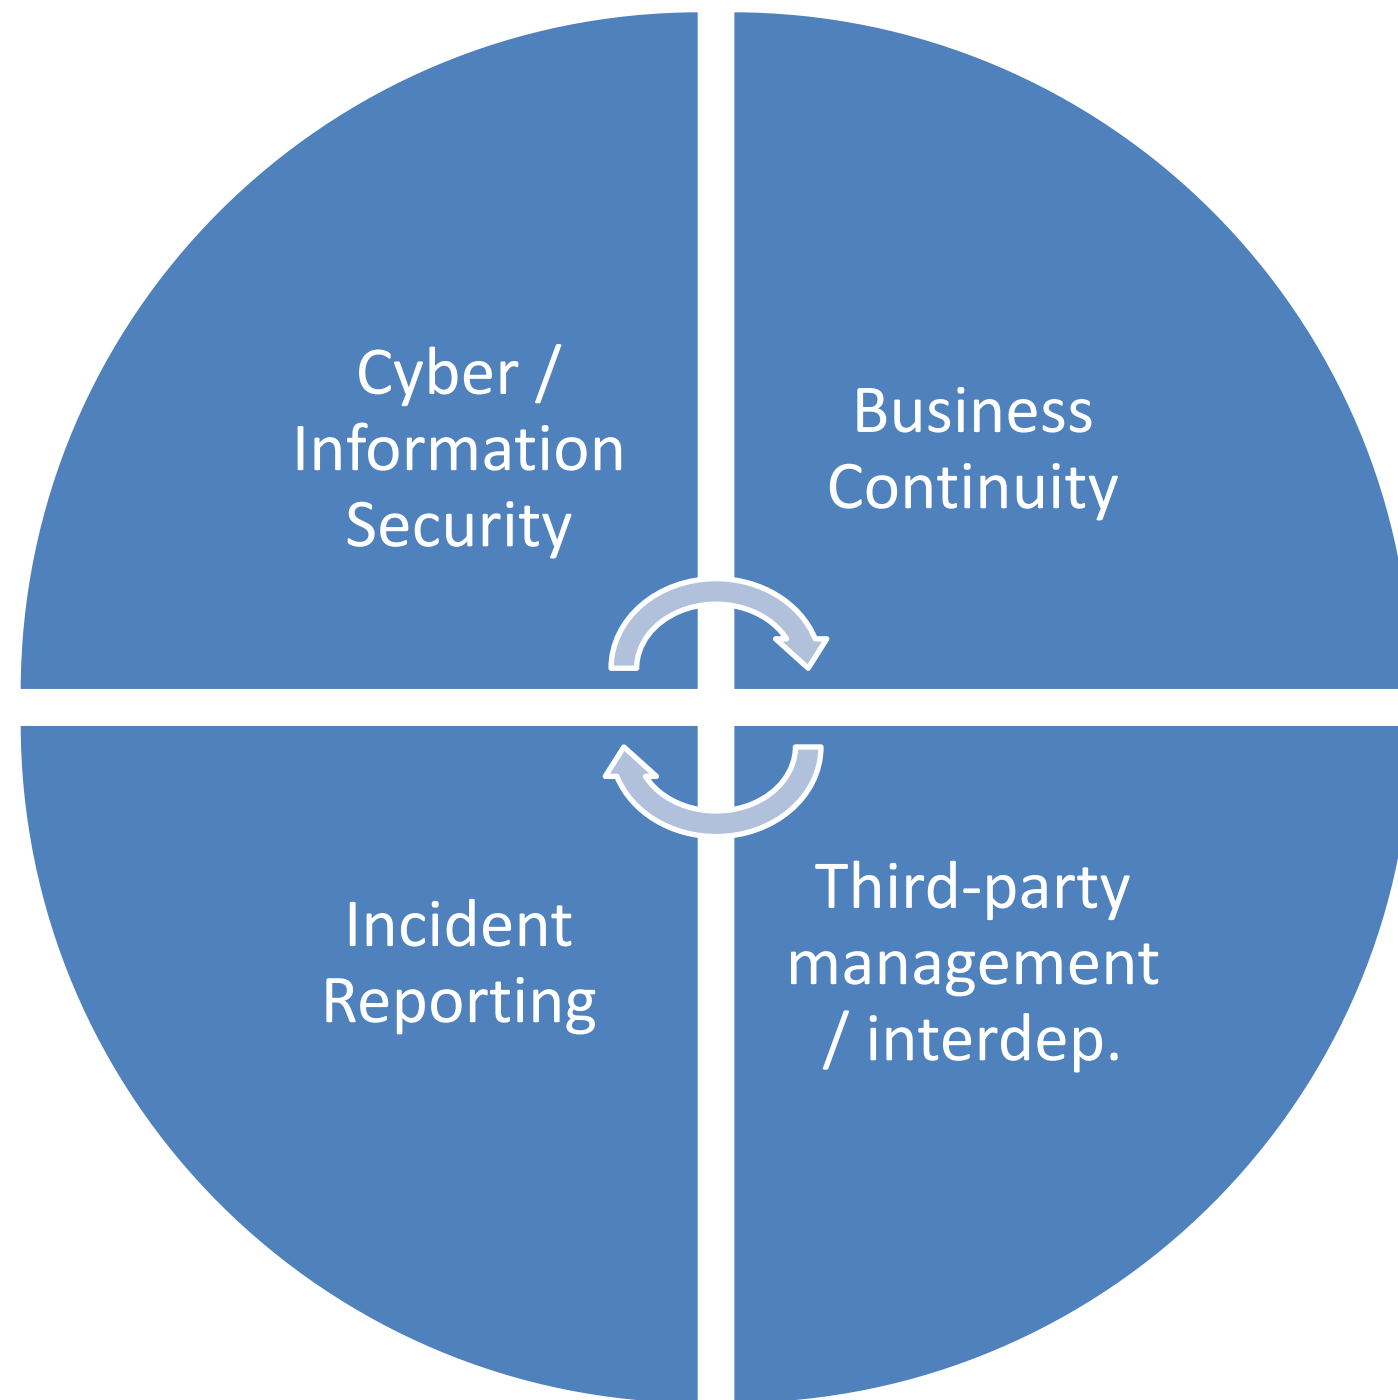 Cyber /
Information
Security
Business
Continuity
Incident
Reporting
Third-party
management
/ interdep.